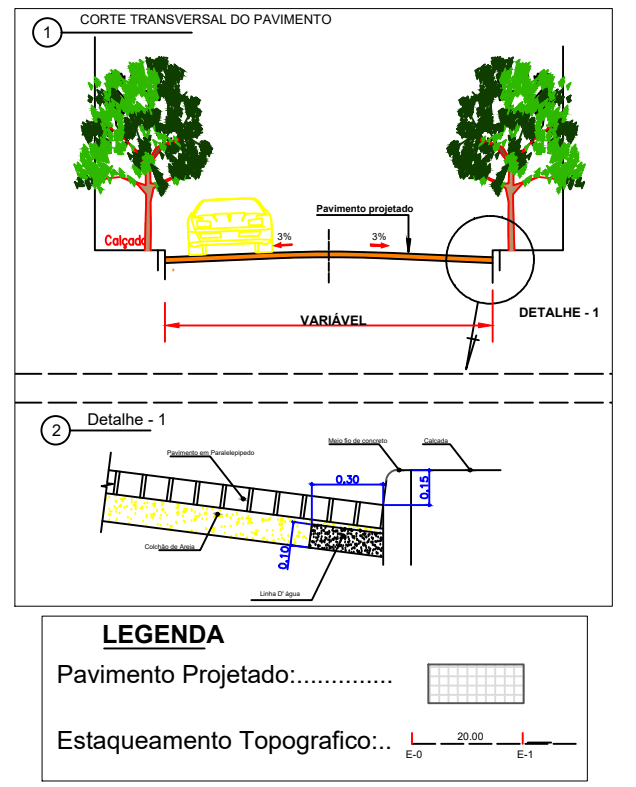 1
CORTE TRANSVERSAL DO PAVIMENTO
Pavimento projetado
Calçada
3%
3%
DETALHE - 1
VARIÁVEL
2
Detalhe - 1
Meio fio de concreto
Calcada
Pavimento em Paralelepipedo
0.30
0.15
Colchão de Areia
0.10
Linha D' água
LEGENDA
Pavimento Projetado:..............
Estaqueamento Topografico:..
20.00
E-0
E-1